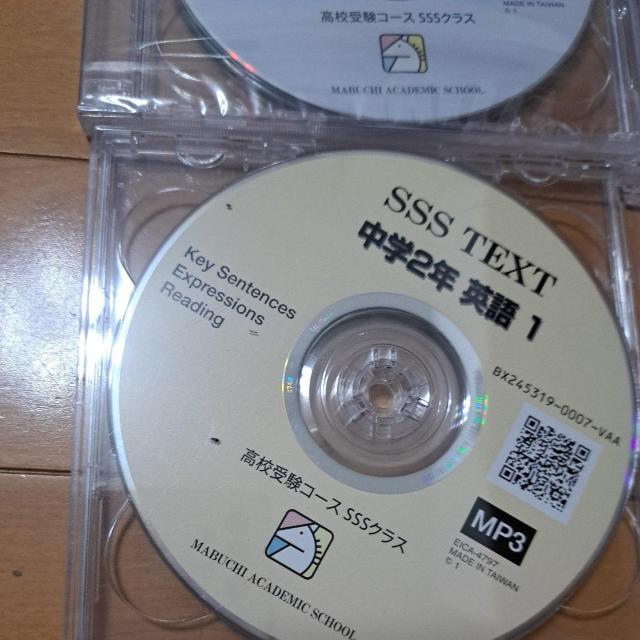 MADE IN TAIWAN
© 1
高校受験コース SSSクラス
MABUCHI ACADEMIC SCHOOL
SSS TEXT
中学2年 英語 1
Key Sentences
Expressions
Reading
BX245319-0007-VAA
高校受験コース SSSクラス
MABUCHI ACADEMIC SCHOOL
MP3
EICA-4797
MADE IN TAIWAN
© 1